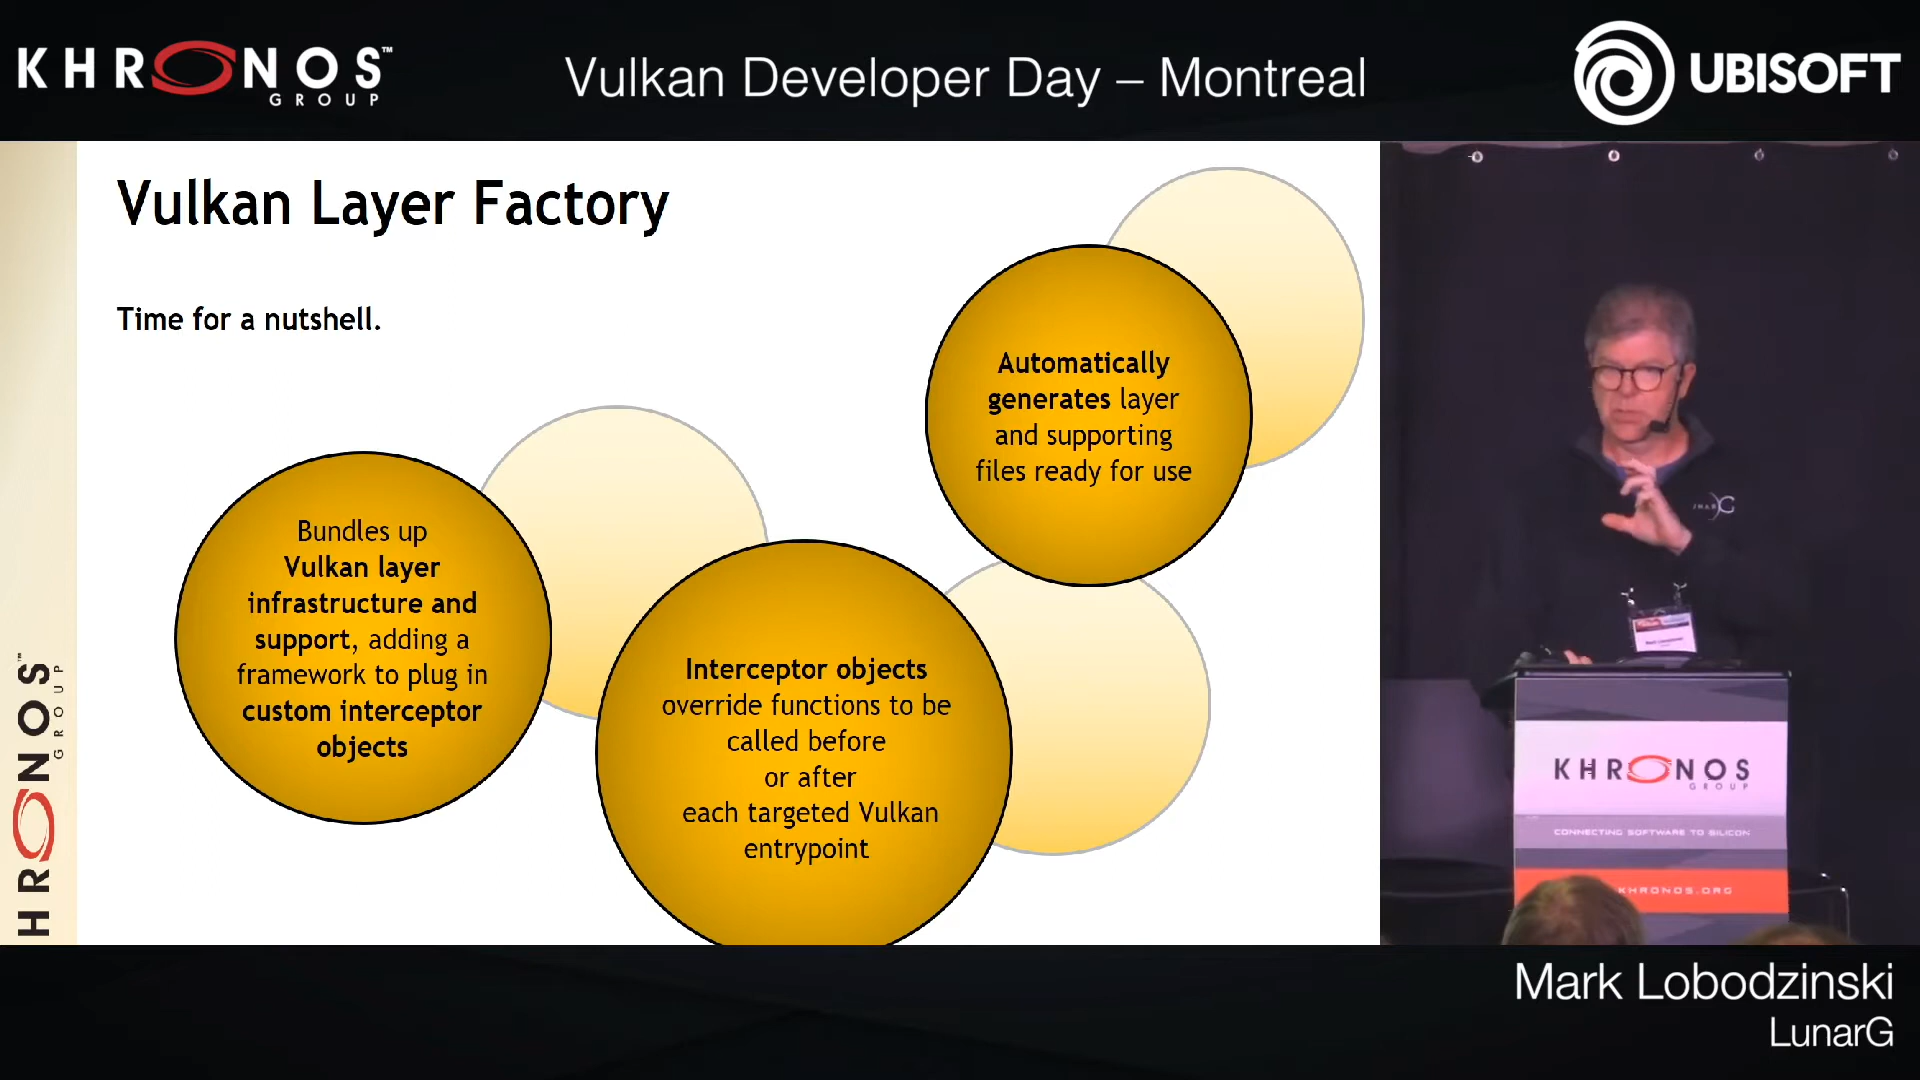 KHRONOS™
GROUP
Vulkan Developer Day – Montreal
UBISOFT
Vulkan Layer Factory
Time for a nutshell.
Automatically
generates layer
and supporting
files ready for use
Bundles up
Vulkan layer
infrastructure and
support, adding a
framework to plug in
custom interceptor
objects
Interceptor objects
override functions to be
called before
or after
each targeted Vulkan
entrypoint
HRONOS™
GROUP
KHRONOS
GROUP
CONNECTING SOFTWARE TO SILICON
KHRONOS.ORG
Mark Lobodzinski
LunarG